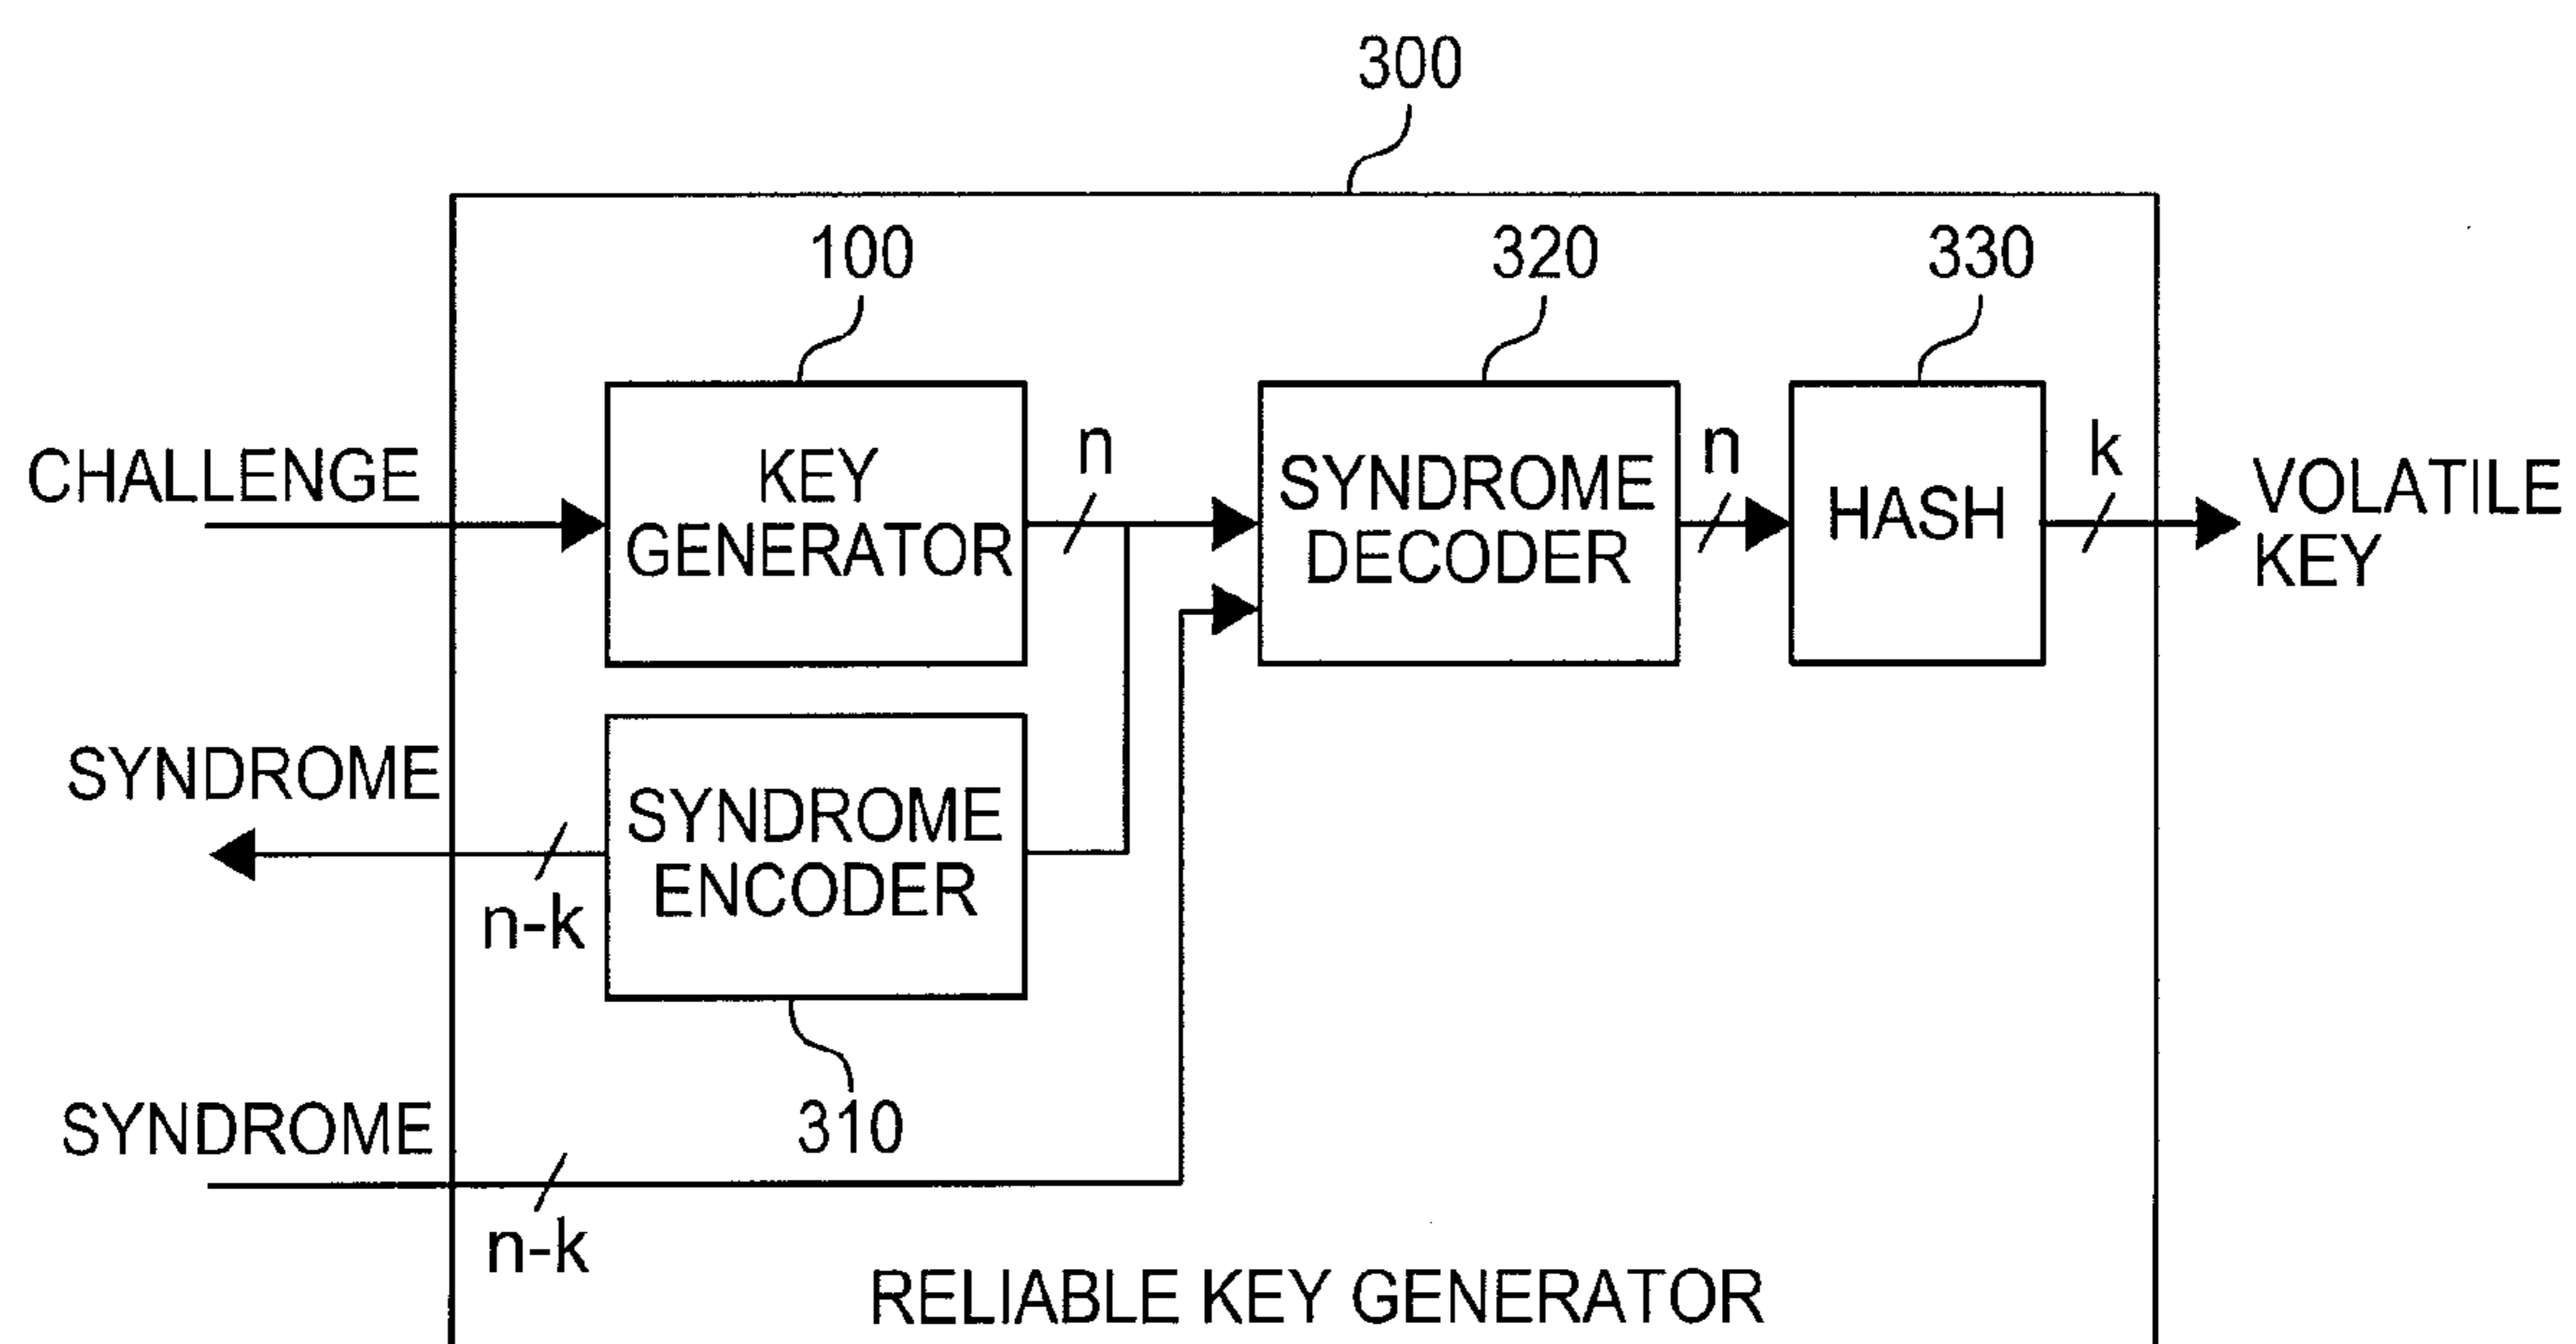 300
100
320
330
CHALLENGE
KEY
GENERATOR
n
SYNDROME
DECODER
n
HASH
k
VOLATILE
KEY
SYNDROME
n-k
SYNDROME
ENCODER
310
SYNDROME
n-k
RELIABLE KEY GENERATOR